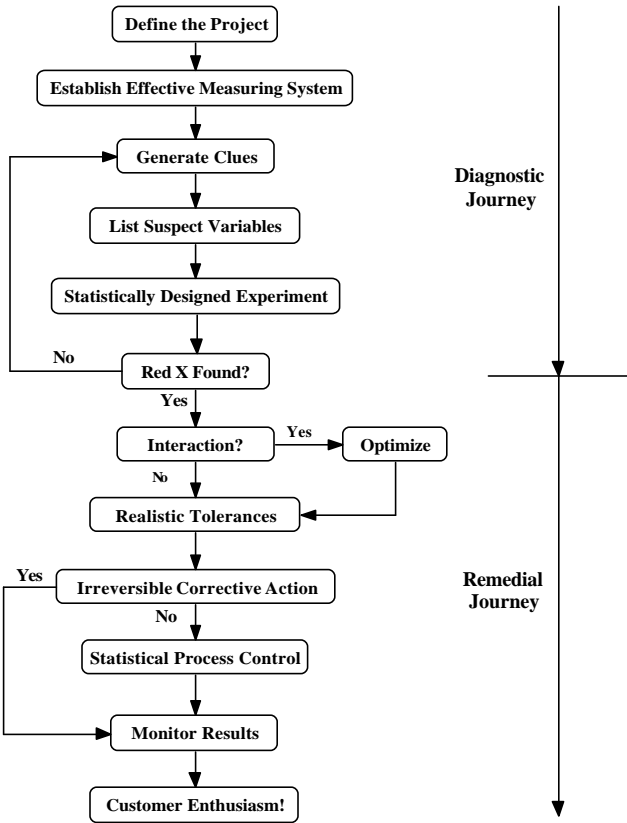 Define the Project
Establish Effective Measuring System
Generate Clues
Diagnostic
Journey
List Suspect Variables
Statistically Designed Experiment
No
Red X Found?
Yes
Interaction?
Yes
Optimize
No
Realistic Tolerances
Yes
Irreversible Corrective Action
Remedial
Journey
No
Statistical Process Control
Monitor Results
Customer Enthusiasm!